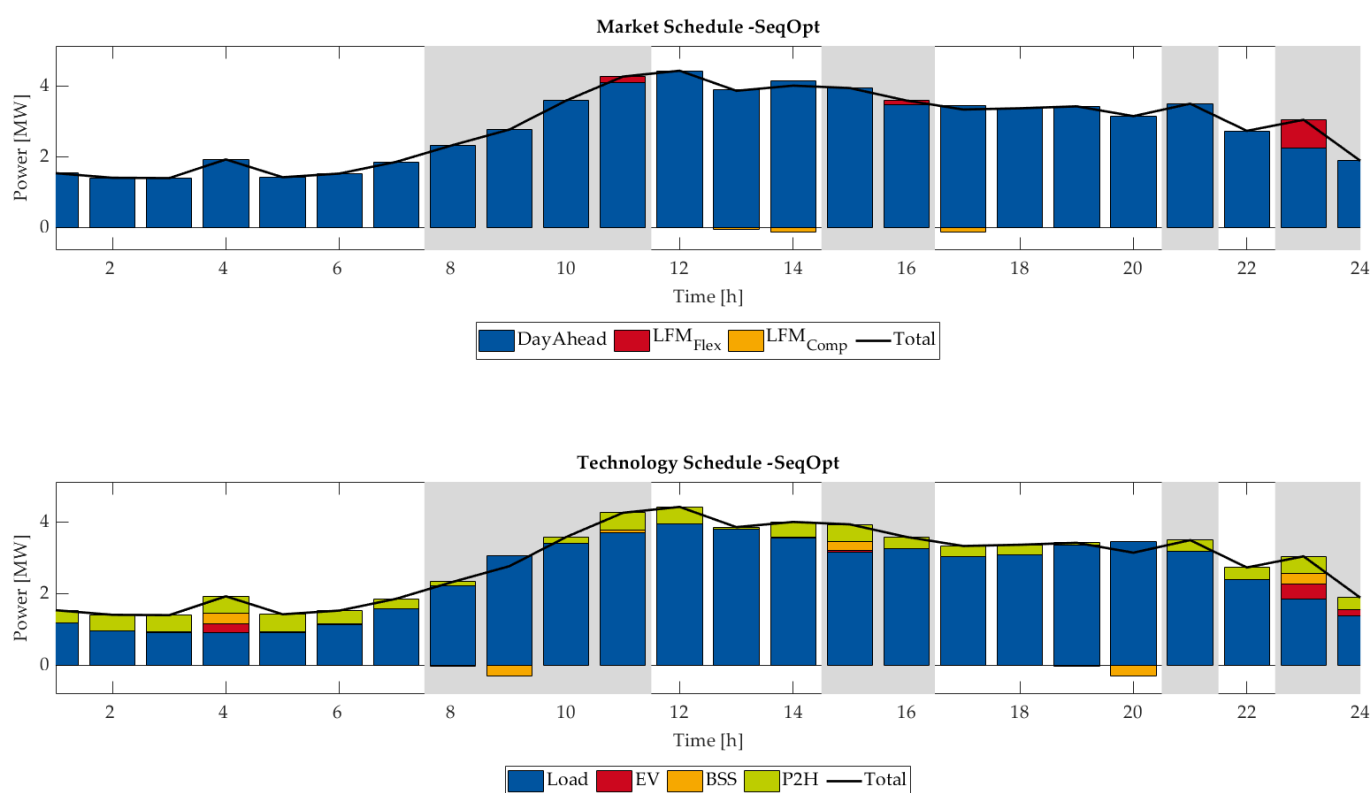 Market Schedule -SeqOpt
Power [MW]
4
2
0
2 4 6 8 10 12 14 16 18 20 22 24
Time [h]
DayAhead LFM_Flex LFM_Comp Total
Technology Schedule -SeqOpt
Power [MW]
4
2
0
2 4 6 8 10 12 14 16 18 20 22 24
Time [h]
Load EV BSS P2H Total